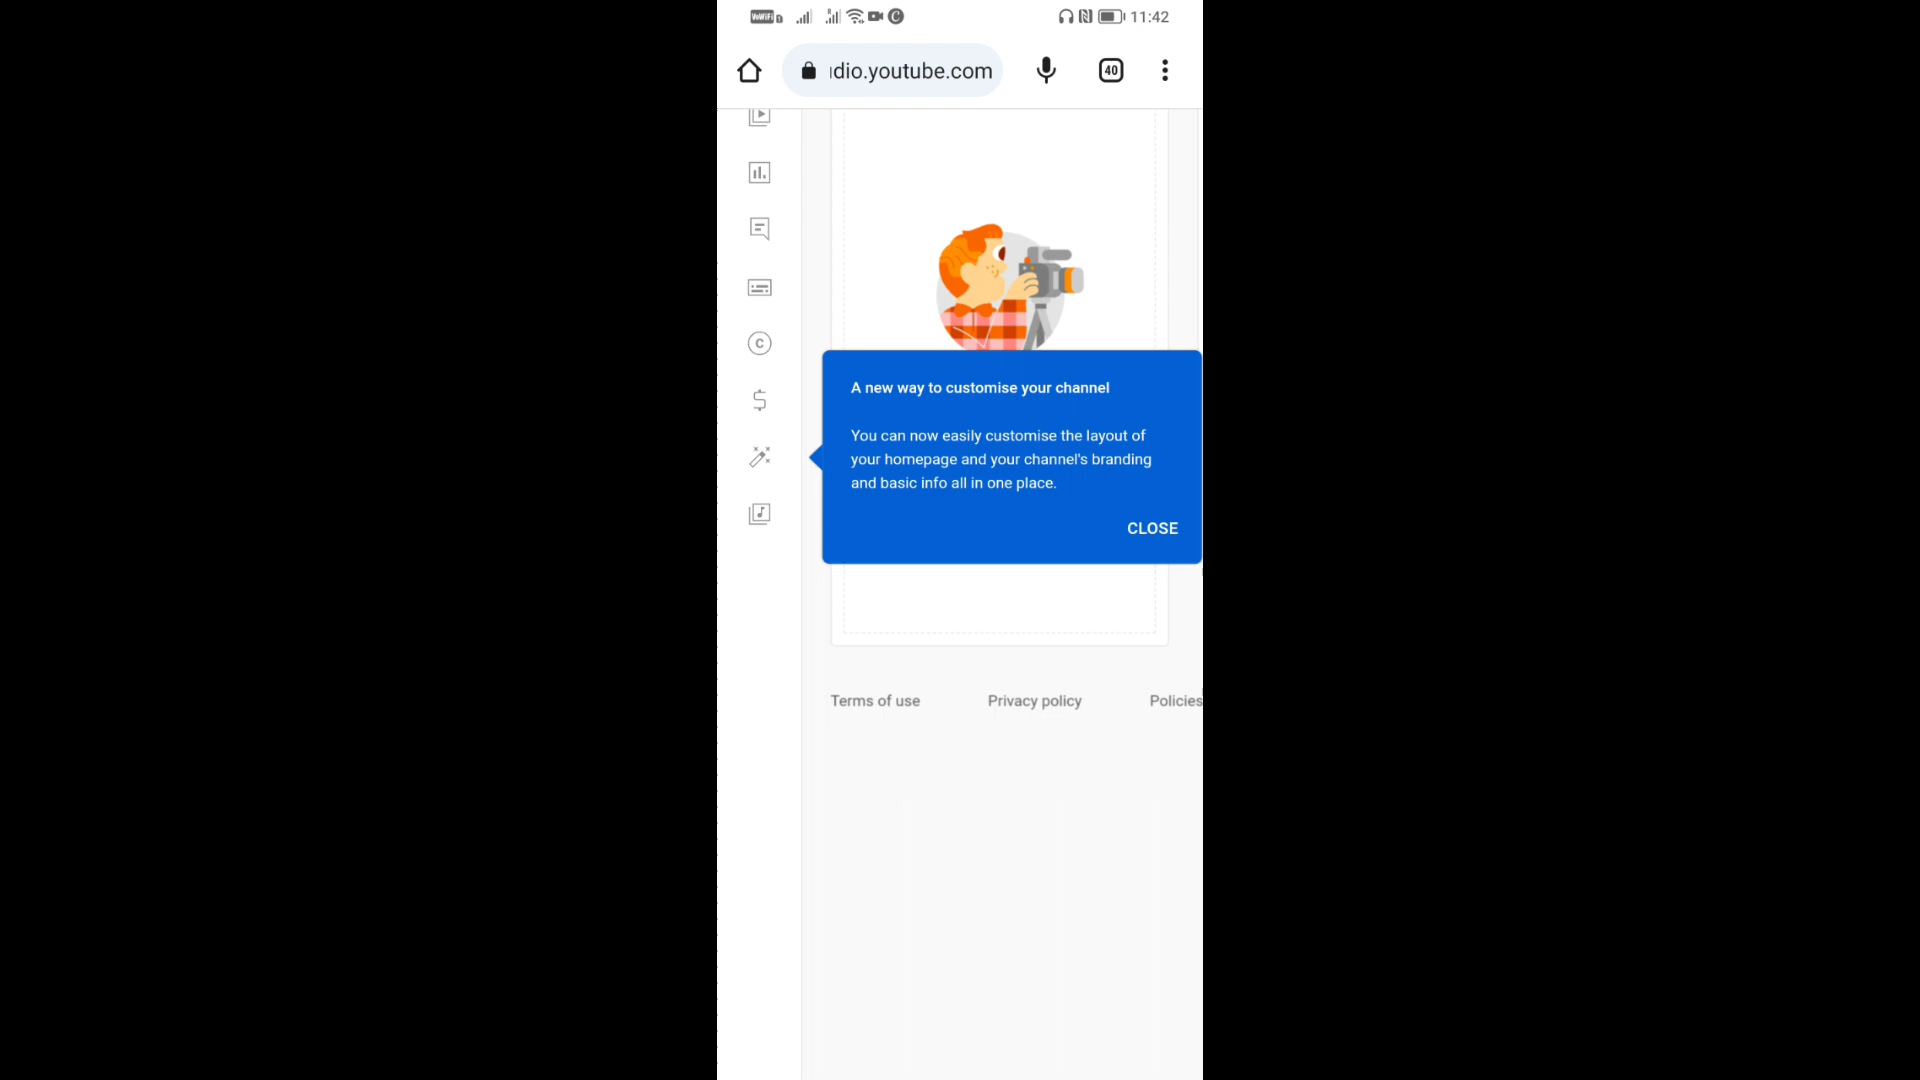 VoWiFi
11:42
dio.youtube.com
40
A new way to customise your channel
You can now easily customise the layout of
your homepage and your channel's branding
and basic info all in one place.
CLOSE
Terms of use
Privacy policy
Policies